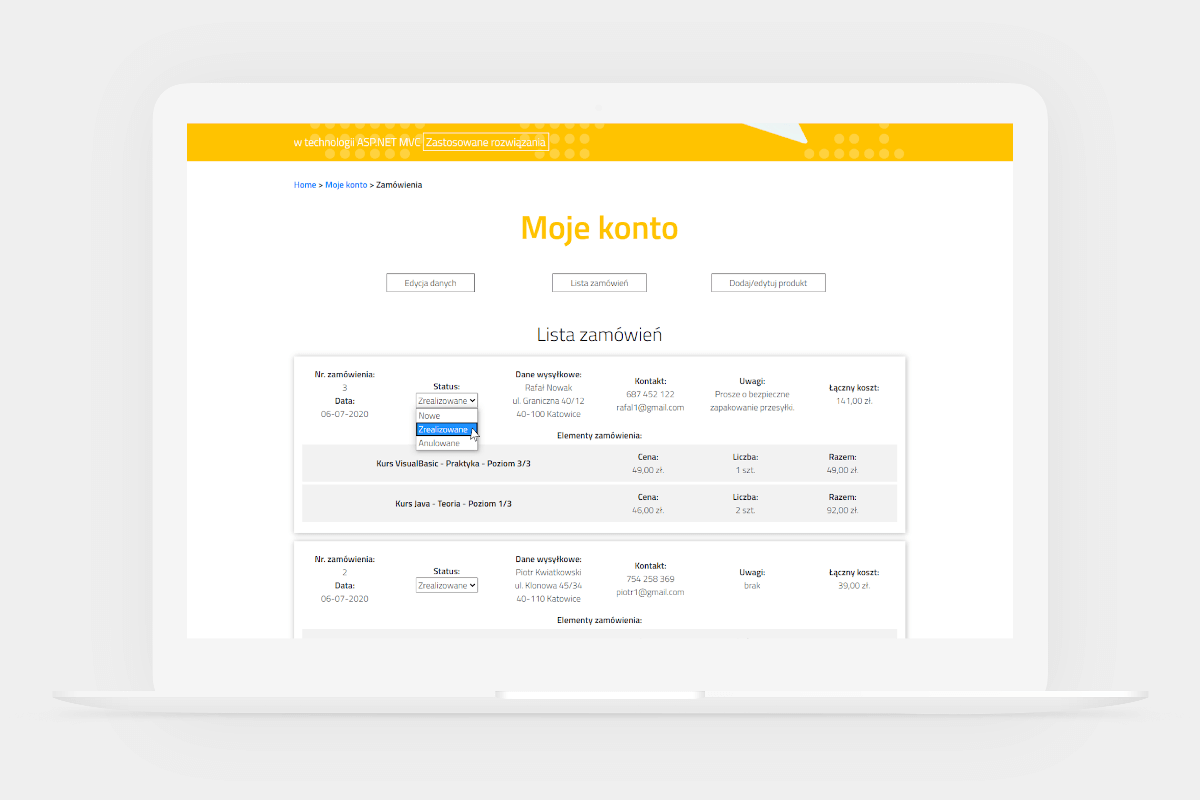 w technologii ASP.NET MVC Zastosowane rozwiązania
Home > Moje konto > Zamówienia
Moje konto
Edycja danych
Lista zamówień
Dodaj/edytuj produkt
Lista zamówień
Nr. zamówienia:
3
Data:
06-07-2020
Status:
Zrealizowane
Nowe
Zrealizowane
Anulowane
Dane wysyłkowe:
Rafał Nowak
ul. Graniczna 40/12
40-100 Katowice
Kontakt:
687 452 122
rafal1@gmail.com
Uwagi:
Prosze o bezpieczne
zapakowanie przesyłki.
Łączny koszt:
141,00 zł.
Elementy zamówienia:
Kurs VisualBasic - Praktyka - Poziom 3/3
Cena:
49,00 zł.
Liczba:
1 szt.
Razem:
49,00 zł.
Kurs Java - Teoria - Poziom 1/3
Cena:
46,00 zł.
Liczba:
2 szt.
Razem:
92,00 zł.
Nr. zamówienia:
2
Data:
06-07-2020
Status:
Zrealizowane
Dane wysyłkowe:
Piotr Kwiatkowski
ul. Klonowa 45/34
40-110 Katowice
Kontakt:
754 258 369
piotr1@gmail.com
Uwagi:
brak
Łączny koszt:
39,00 zł.
Elementy zamówienia: